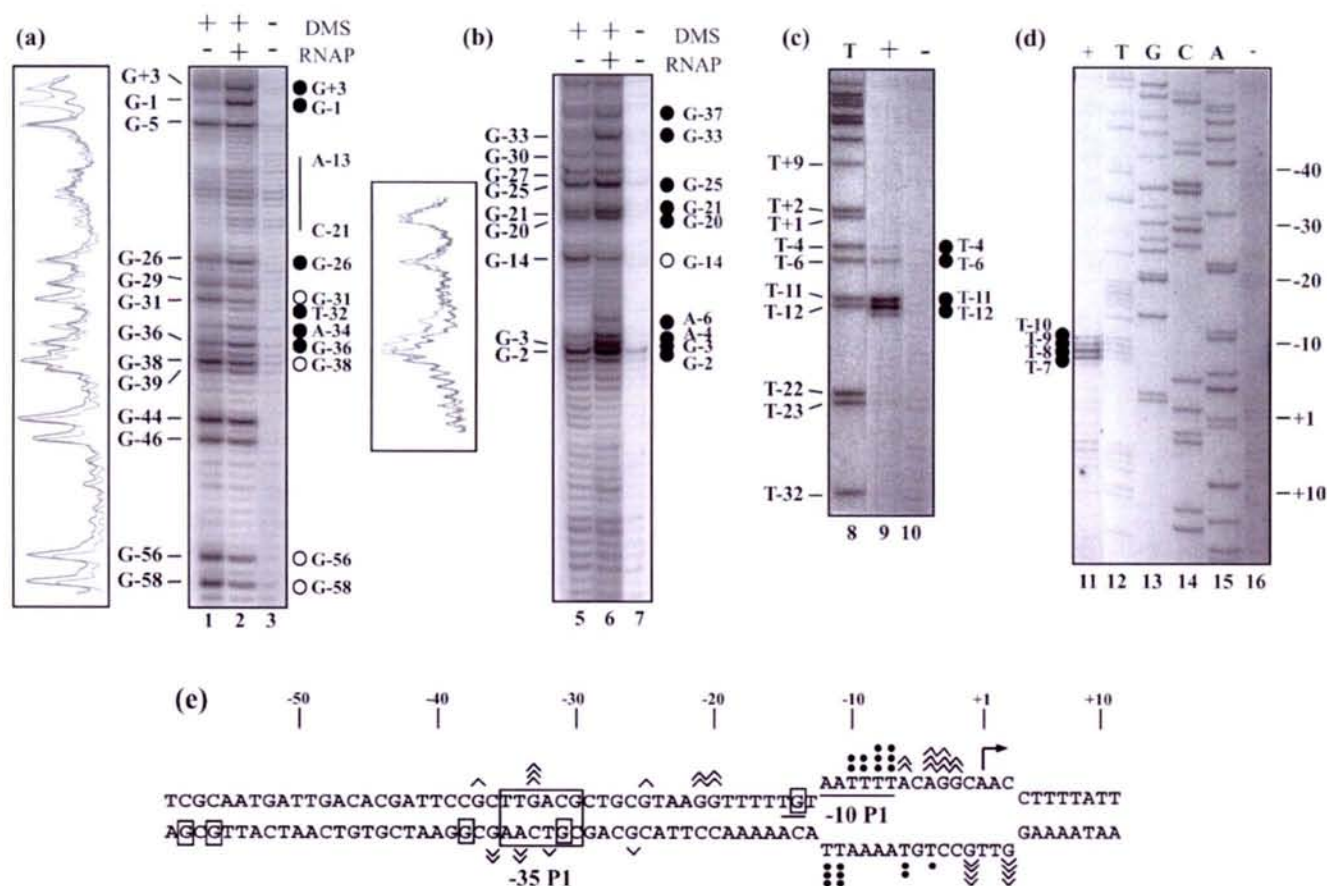 (a)
+ + -
DMS
- +
RNAP
G+3
G-1
G-5
G-26
G-29
G-31
G-36
G-38
G-39
G-44
G-46
G-56
G-58
G+3
G-1
A-13
C-21
G-26
G-31
T-32
A-34
G-36
G-38
G-56
G-58
1 2 3
(b)
+ + -
DMS
- +
RNAP
G-33
G-30
G-27
G-25
G-21
G-20
G-14
G-3
G-2
G-37
G-33
G-25
G-21
G-20
G-14
A-6
A-4
G-3
G-2
5 6 7
(c)
T + -
T+9
T+2
T+1
T-4
T-6
T-11
T-12
T-22
T-23
T-32
T-4
T-6
T-11
T-12
8 9 10
(d)
+ T G C A -
T-10
T-9
T-8
T-7
-40
-30
-20
-10
+1
+10
11 12 13 14 15 16
(e)
-50 -40 -30 -20 -10 +1 +10
TCGCAATGATTGACACGATTCCGCTTGACGCTGCGTAAGGTTTTTGT AATTTTACAGGCAAC CTTTTATT
-10 P1
AGCGTTACTAACTGTGCTAAGGCGAACTGCGACGCATTCCAAAAACA TTAAAATGTCCGTTG GAAAATAA
-35 P1